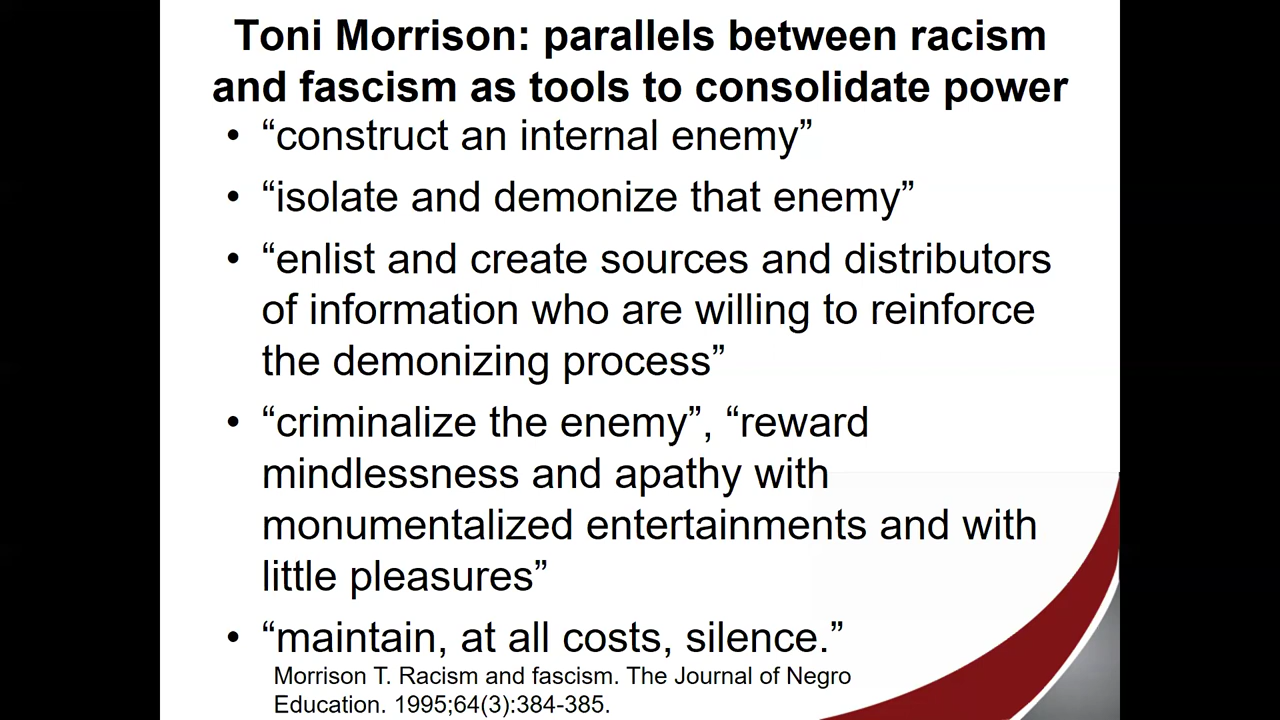 Toni Morrison: parallels between racism
and fascism as tools to consolidate power
• “construct an internal enemy”
• “isolate and demonize that enemy”
• “enlist and create sources and distributors
of information who are willing to reinforce
the demonizing process”
• “criminalize the enemy”, “reward
mindlessness and apathy with
monumentalized entertainments and with
little pleasures”
• “maintain, at all costs, silence.”
Morrison T. Racism and fascism. The Journal of Negro
Education. 1995;64(3):384-385.